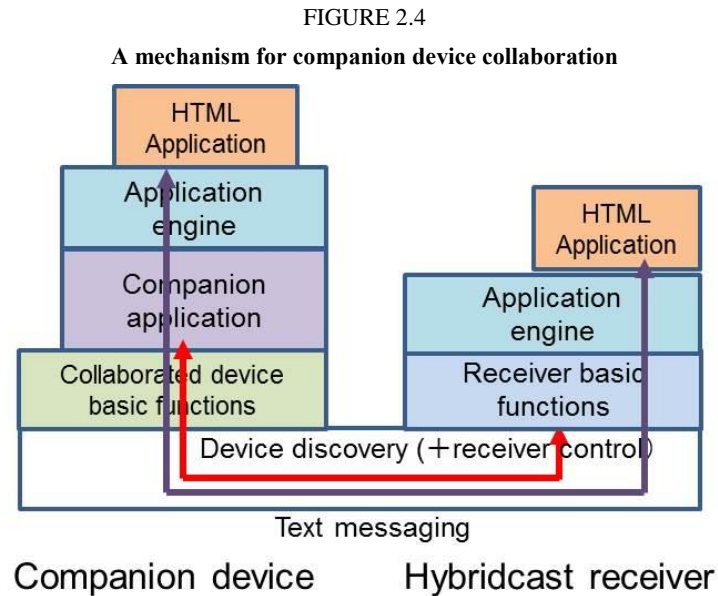 FIGURE 2.4
A mechanism for companion device collaboration
HTML
Application
Application
engine
Companion
application
Collaborated device
basic functions
HTML
Application
Application
engine
Receiver basic
functions
Device discovery (＋receiver control)
Text messaging
Companion device
Hybridcast receiver